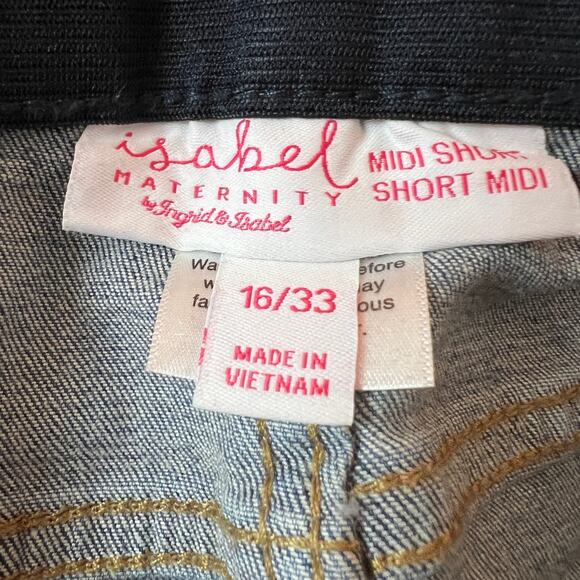 isabel
MATERNITY
by Ingrid & Isabel
MIDI SHORT
SHORT MIDI
16/33
MADE IN
VIETNAM